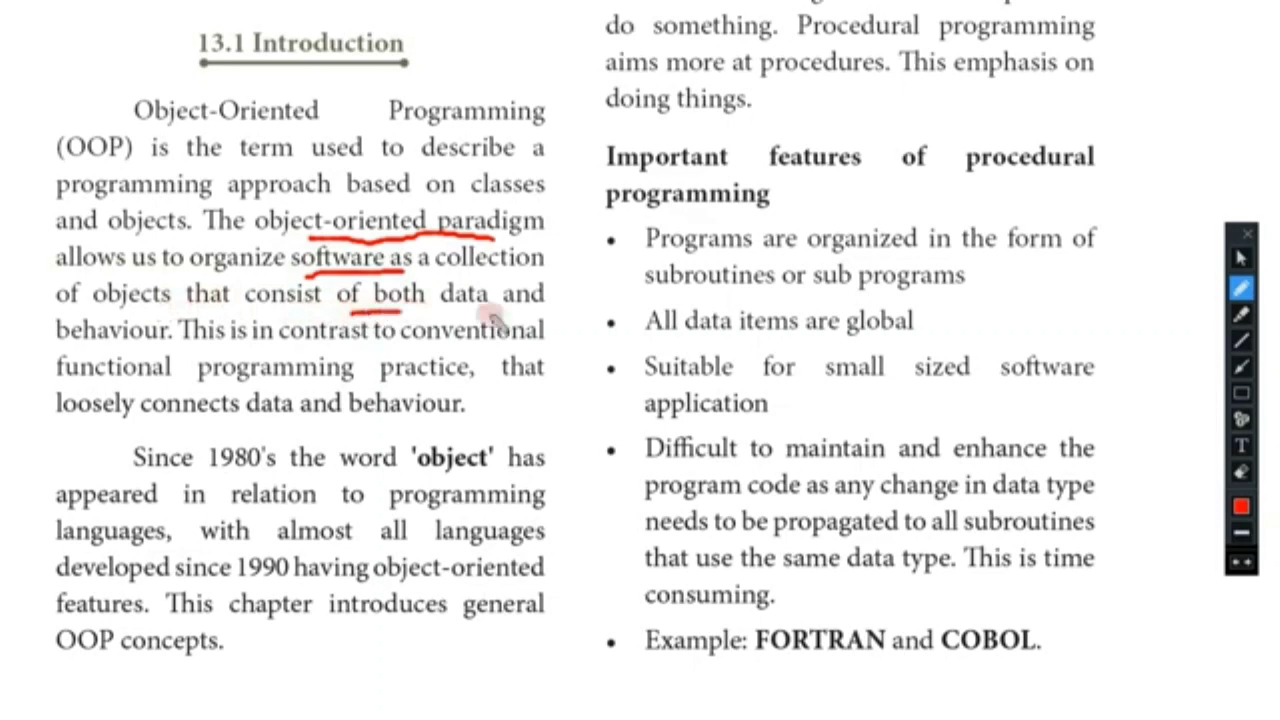 13.1 Introduction
Object-Oriented Programming
(OOP) is the term used to describe a
programming approach based on classes
and objects. The object-oriented paradigm
allows us to organize software as a collection
of objects that consist of both data and
behaviour. This is in contrast to conventional
functional programming practice, that
loosely connects data and behaviour.
Since 1980's the word 'object' has
appeared in relation to programming
languages, with almost all languages
developed since 1990 having object-oriented
features. This chapter introduces general
OOP concepts.
do something. Procedural programming
aims more at procedures. This emphasis on
doing things.
Important features of procedural
programming
• Programs are organized in the form of
subroutines or sub programs
• All data items are global
• Suitable for small sized software
application
• Difficult to maintain and enhance the
program code as any change in data type
needs to be propagated to all subroutines
that use the same data type. This is time
consuming.
• Example: FORTRAN and COBOL.
T